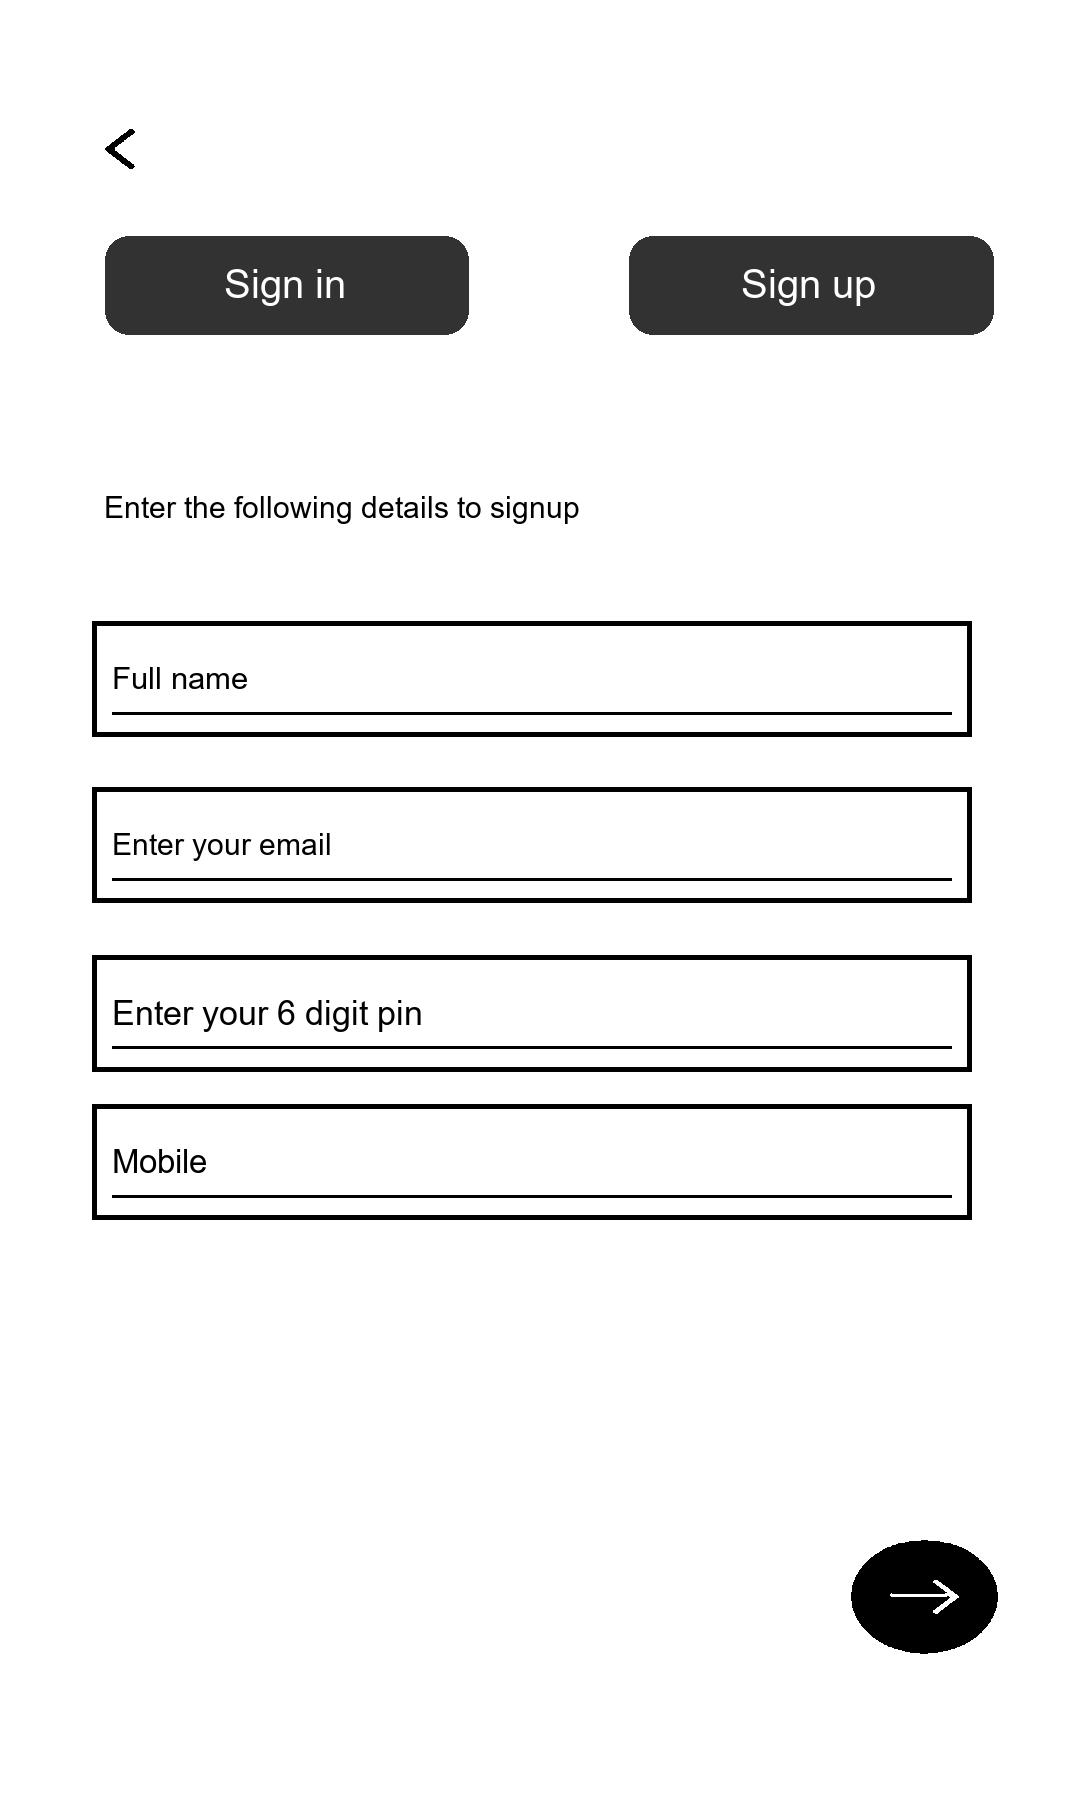 Sign in
Sign up
Enter the following details to signup
Full name
Enter your email
Enter your 6 digit pin
Mobile